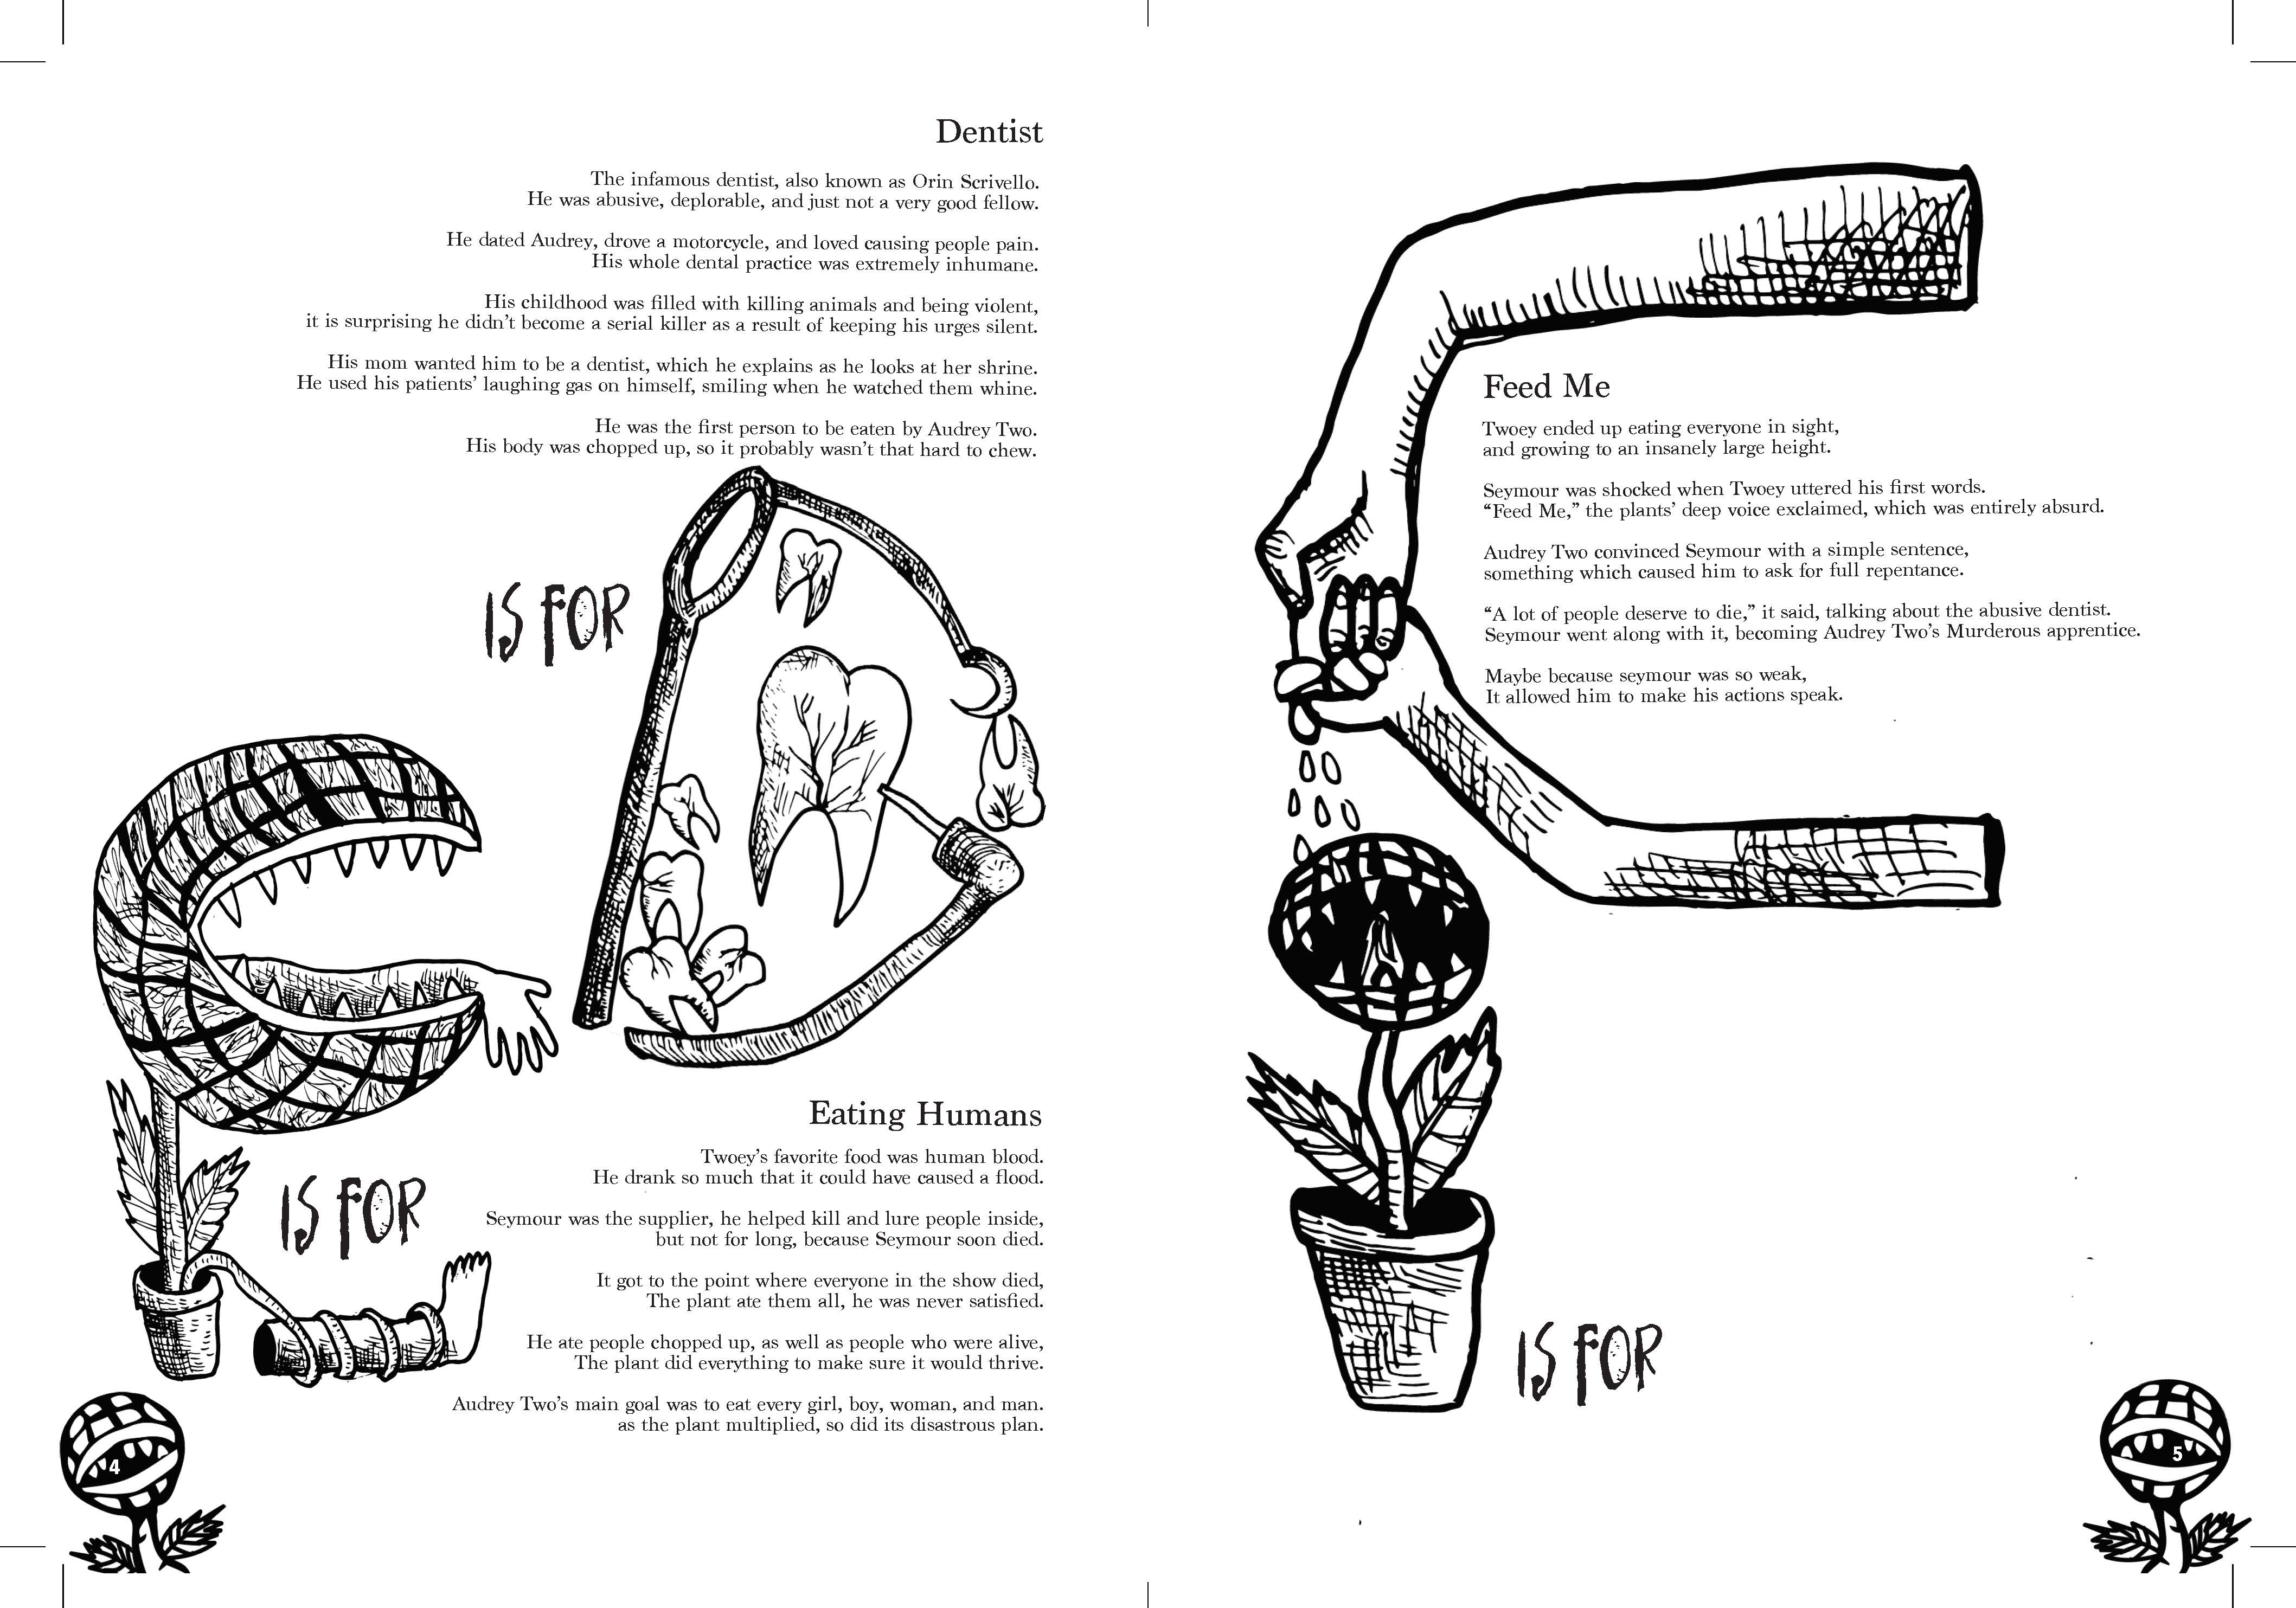 Dentist
The infamous dentist, also known as Orin Scrivello.
He was abusive, deplorable, and just not a very good fellow.
He dated Audrey, drove a motorcycle, and loved causing people pain.
His whole dental practice was extremely inhumane.
His childhood was filled with killing animals and being violent,
it is surprising he didn't become a serial killer as a result of keeping his urges silent.
His mom wanted him to be a dentist, which he explains as he looks at her shrine.
He used his patients' laughing gas on himself, smiling when he watched them whine.
He was the first person to be eaten by Audrey Two.
His body was chopped up, so it probably wasn't that hard to chew.
IS FOR
Eating Humans
Twoey's favorite food was human blood.
He drank so much that it could have caused a flood.
IS FOR
Seymour was the supplier, he helped kill and lure people inside,
but not for long, because Seymour soon died.
It got to the point where everyone in the show died,
The plant ate them all, he was never satisfied.
He ate people chopped up, as well as people who were alive,
The plant did everything to make sure it would thrive.
Audrey Two's main goal was to eat every girl, boy, woman, and man.
as the plant multiplied, so did its disastrous plan.
4
Feed Me
Twoey ended up eating everyone in sight,
and growing to an insanely large height.
Seymour was shocked when Twoey uttered his first words.
“Feed Me,” the plants' deep voice exclaimed, which was entirely absurd.
Audrey Two convinced Seymour with a simple sentence,
something which caused him to ask for full repentance.
“A lot of people deserve to die,” it said, talking about the abusive dentist.
Seymour went along with it, becoming Audrey Two's Murderous apprentice.
Maybe because seymour was so weak,
It allowed him to make his actions speak.
IS FOR
5